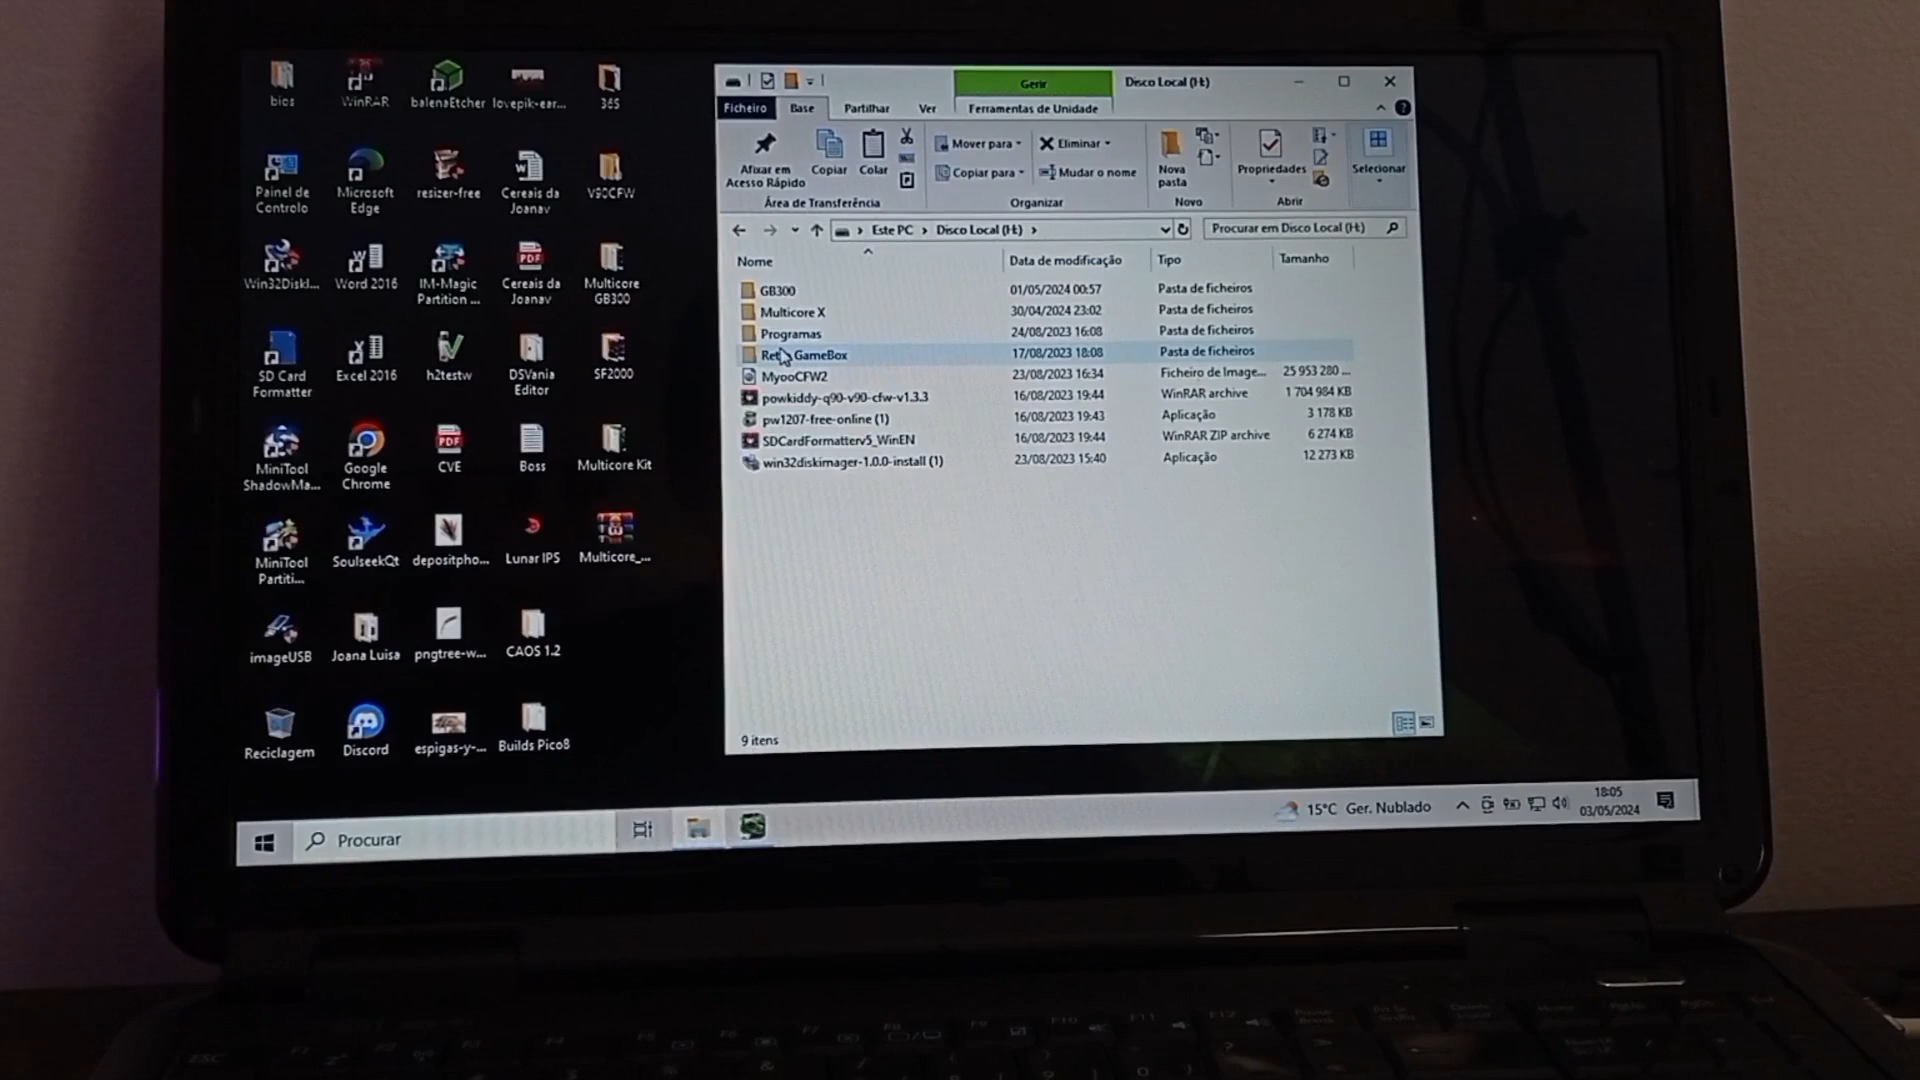 bios
WinRAR
balenaEtcher
lovepik-ear...
36S
Painel de
Controlo
Microsoft
Edge
resizer-free
Cereais da
Joanav
V90CFW
Win32DiskI...
Word 2016
IM-Magic
Partition ...
Cereais da
Joanav
Multicore
GB300
SD Card
Formatter
Excel 2016
h2testw
DSVania
Editor
SF2000
MiniTool
ShadowMa...
Google
Chrome
CVE
Boss
Multicore Kit
MiniTool
Partiti...
SoulseekQt
depositpho...
Lunar IPS
Multicore_...
imageUSB
Joana Luisa
pngtree-w...
CAOS 1.2
Reciclagem
Discord
espigas-y-...
Builds Pico8
Gerir
Disco Local (H:)
Ficheiro
Base
Partilhar
Ver
Ferramentas de Unidade
Afixar em
Acesso Rápido
Copiar
Colar
Mover para
Copiar para
Eliminar
Mudar o nome
Nova
pasta
Propriedades
Selecionar
Área de Transferência
Organizar
Novo
Abrir
Este PC > Disco Local (H:) >
Procurar em Disco Local (H:)
Nome Data de modificação Tipo Tamanho
GB300 01/05/2024 00:57 Pasta de ficheiros
Multicore X 30/04/2024 23:02 Pasta de ficheiros
Programas 24/08/2023 16:08 Pasta de ficheiros
GameBox 17/08/2023 18:08 Pasta de ficheiros
MyooCFW2 23/08/2023 16:34 Ficheiro de Image... 25 953 280 ...
powkiddy-q90-v90-cfw-v1.3.3 16/08/2023 19:44 WinRAR archive 1 704 984 KB
pw1207-free-online (1) 16/08/2023 19:43 Aplicação 3 178 KB
SDCardFormatterv5_WinEN 16/08/2023 19:44 WinRAR ZIP archive 6 274 KB
win32diskimager-1.0.0-install (1) 23/08/2023 15:40 Aplicação 12 273 KB
9 itens
Procurar
15°C Ger. Nublado
18:05
03/05/2024